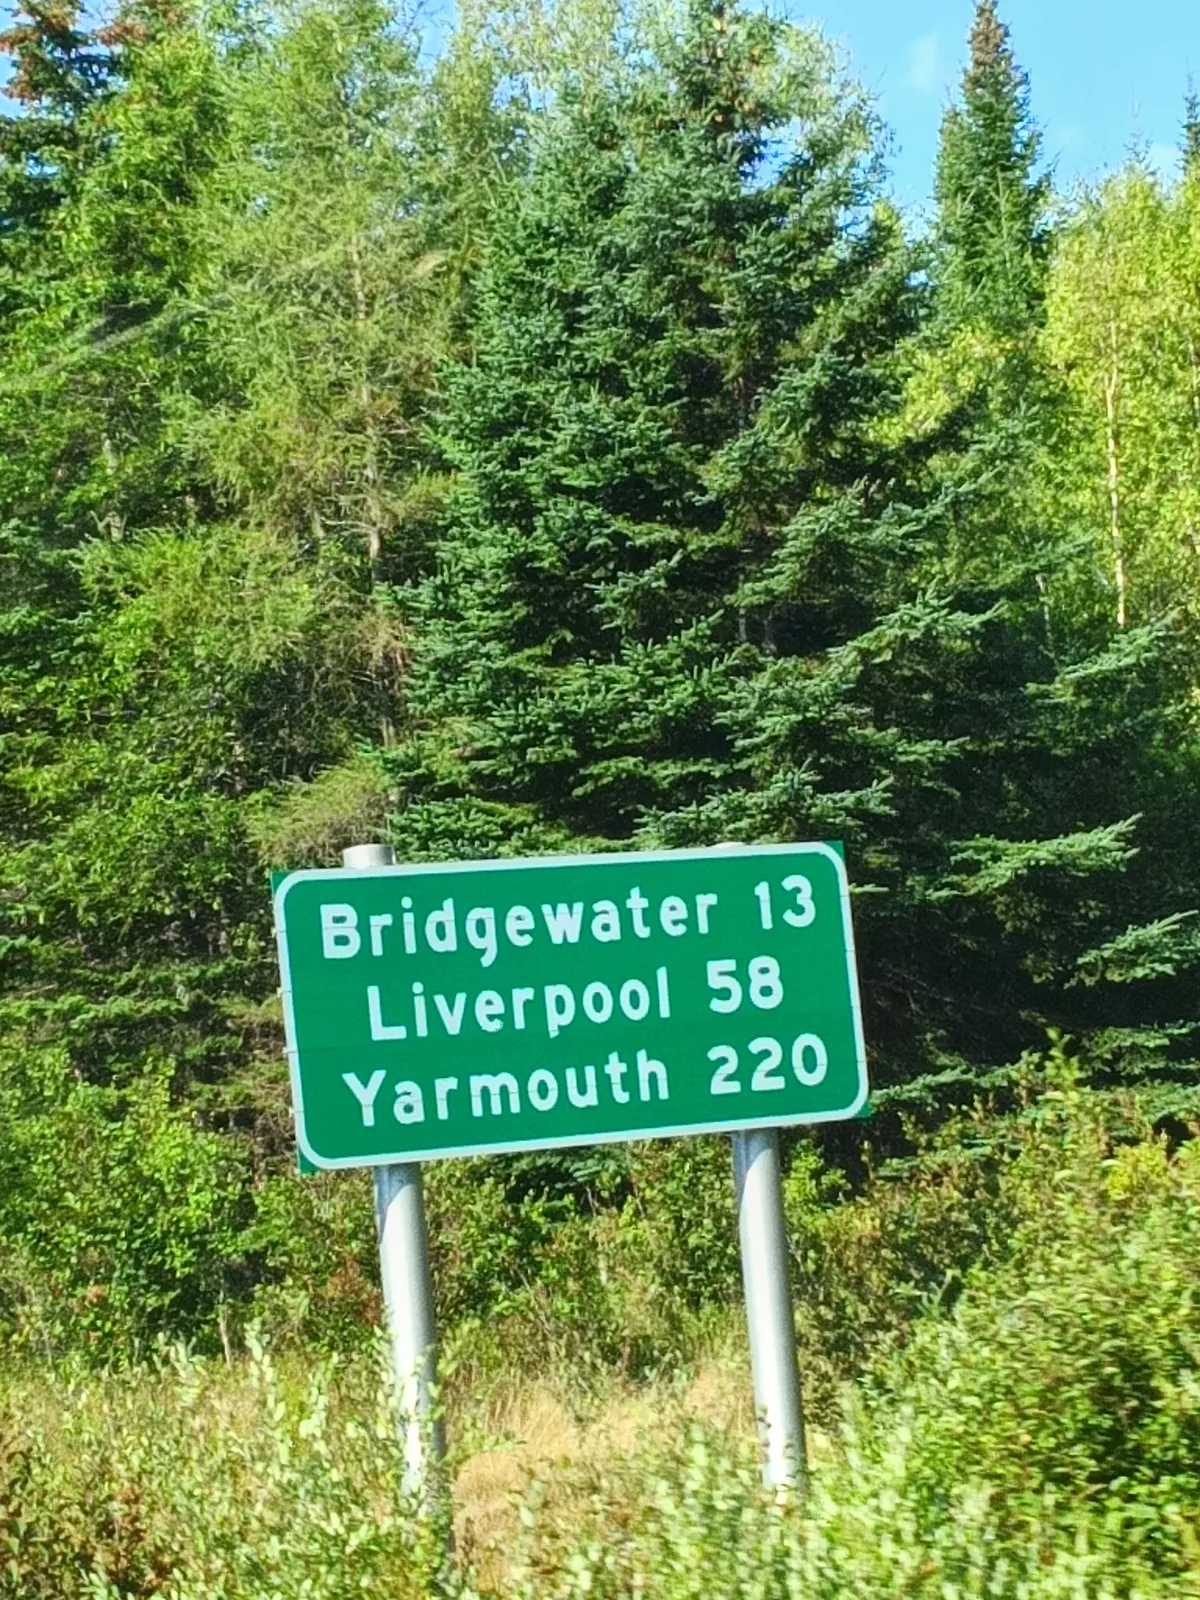 Bridgewater 13
Liverpool 58
Yarmouth 220